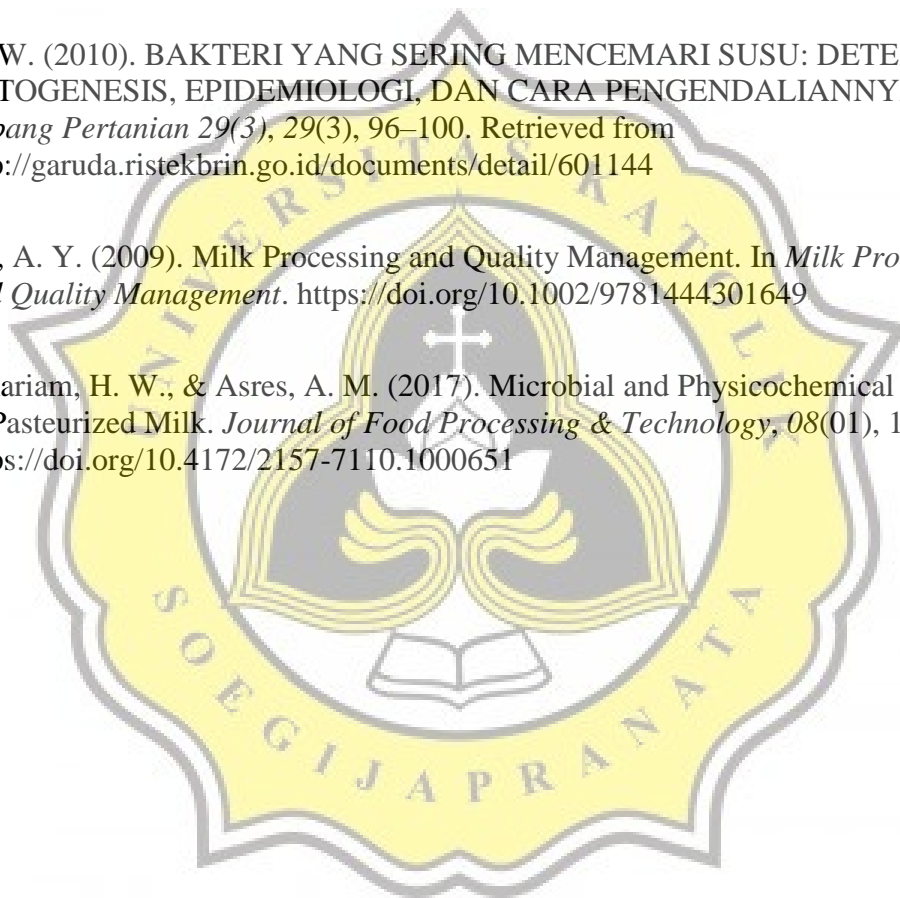 W. (2010). BAKTERI YANG SERING MENCEMARI SUSU: DETE
TOGENESIS, EPIDEMIOLOGI, DAN CARA PENGENDALIANNY
bang Pertanian 29(3), 29(3), 96–100. Retrieved from
://garuda.ristekbrin.go.id/documents/detail/601144
, A. Y. (2009). Milk Processing and Quality Management. In Milk Pro
Quality Management. https://doi.org/10.1002/9781444301649
ariam, H. W., & Asres, A. M. (2017). Microbial and Physicochemical
Pasteurized Milk. Journal of Food Processing & Technology, 08(01), 1
ps://doi.org/10.4172/2157-7110.1000651
UNIVERSITAS KATOLIK
SOEGIJAPRANATA